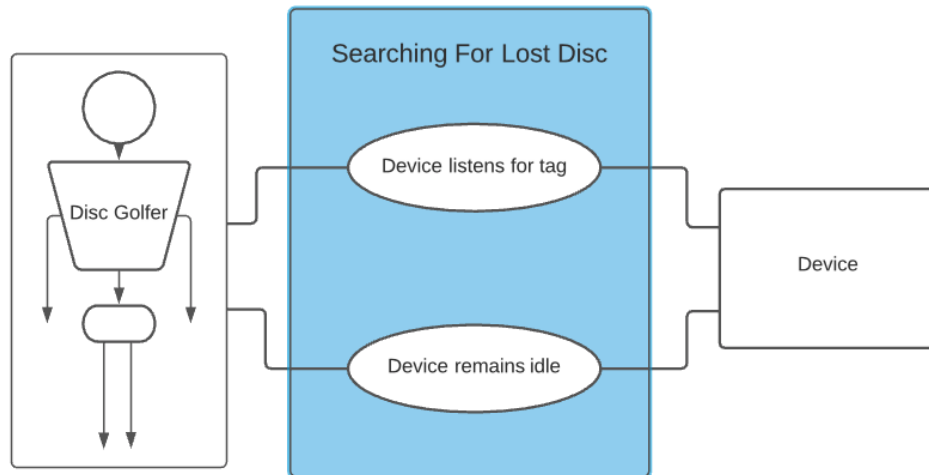 Searching For Lost Disc
Device listens for tag
Disc Golfer
Device
Device remains idle